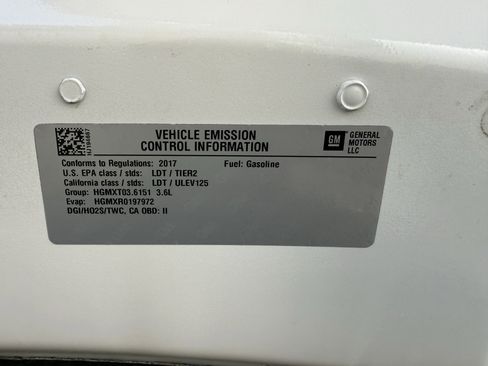 VEHICLE EMISSION
CONTROL INFORMATION
GM
GENERAL
MOTORS
LLC
Conforms to Regulations: 2017 Fuel: Gasoline
U.S. EPA class / stds: LDT / TIER2
California class / stds: LDT / ULEV125
Group: HGMXT03.6151 3.6L
Evap: HGMXR0197972
DGI/HO2S/TWC, CA OBD: II